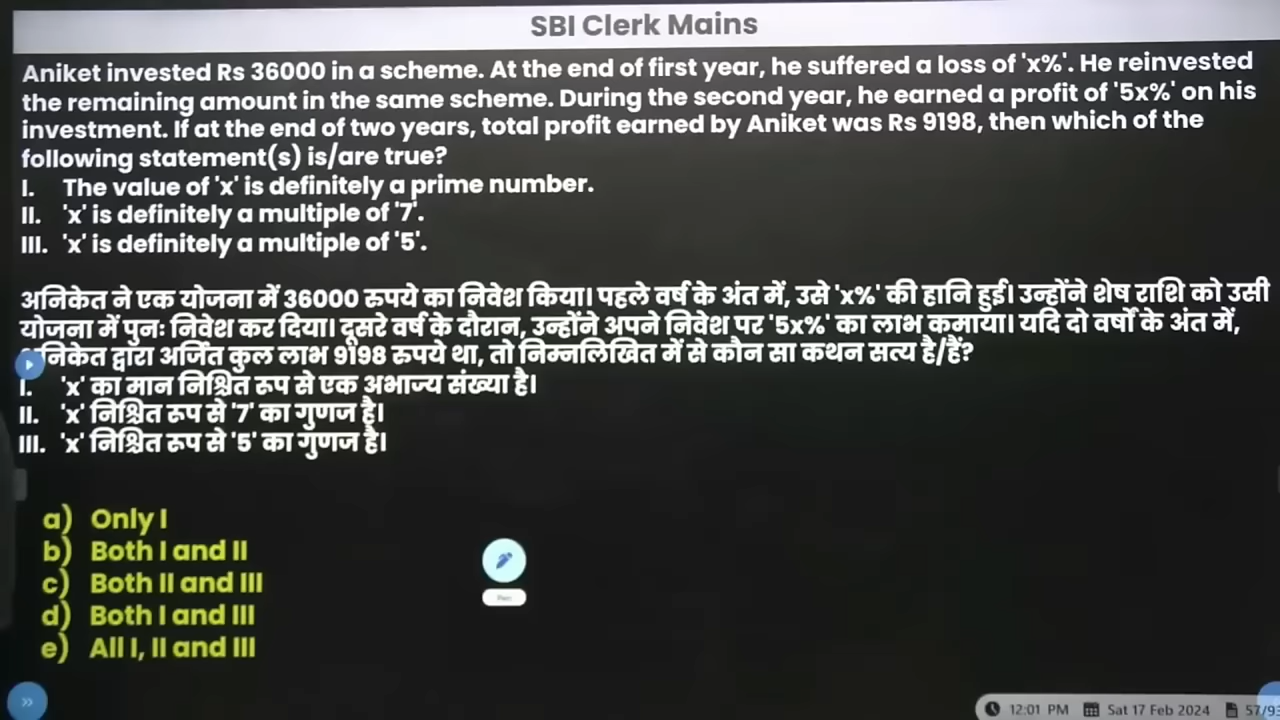 SBI Clerk Mains
Aniket invested Rs 36000 in a scheme. At the end of first year, he suffered a loss of 'x%'. He reinvested
the remaining amount in the same scheme. During the second year, he earned a profit of '5x%' on his
investment. If at the end of two years, total profit earned by Aniket was Rs 9198, then which of the
following statement(s) is/are true?
I. The value of 'x' is definitely a prime number.
II. 'x' is definitely a multiple of '7'.
III. 'x' is definitely a multiple of '5'.
अनिकेत ने एक योजना में 36000 रुपये का निवेश किया। पहले वर्ष के अंत में, उसे 'x%' की हानि हुई। उन्होंने शेष राशि को उसी
योजना में पुनः निवेश कर दिया। दूसरे वर्ष के दौरान, उन्होंने अपने निवेश पर '5x%' का लाभ कमाया। यदि दो वर्षों के अंत में,
निकेत द्वारा अर्जित कुल लाभ 9198 रुपये था, तो निम्नलिखित में से कौन सा कथन सत्य है/हैं?
I. 'x' का मान निश्चित रूप से एक अभाज्य संख्या है।
II. 'x' निश्चित रूप से '7' का गुणज है।
III. 'x' निश्चित रूप से '5' का गुणज है।
a) Only I
b) Both I and II
c) Both II and III
d) Both I and III
e) All I, II and III
Pen
12:01 PM Sat 17 Feb 2024 57/93